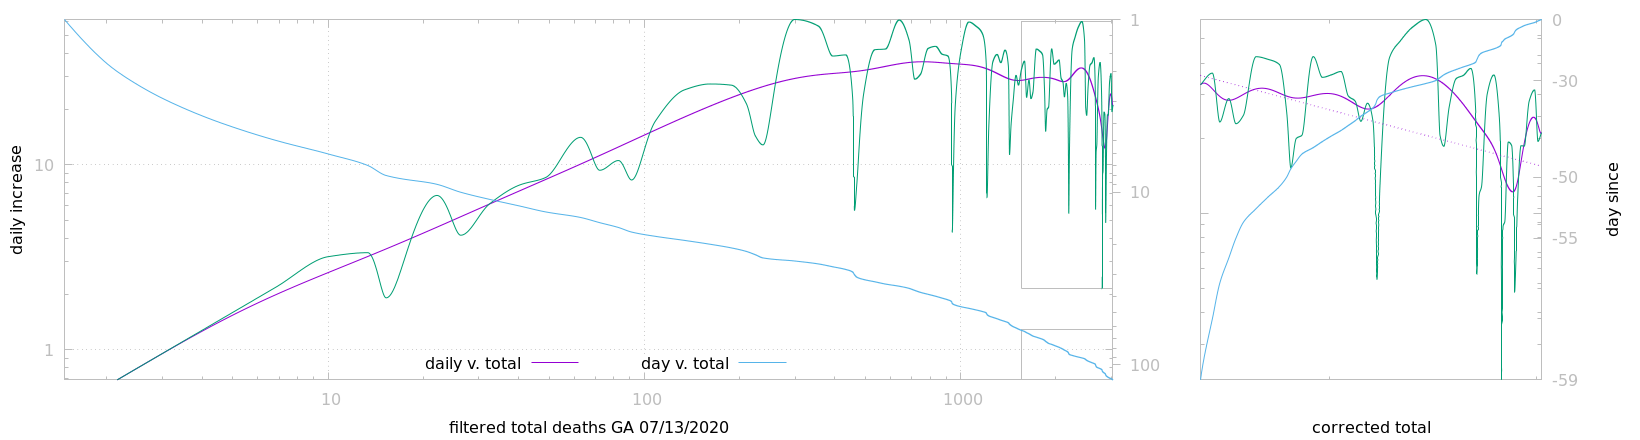 daily increase
10
1
daily v. total
day v. total
10
100
1000
filtered total deaths GA 07/13/2020
1
10
100
0
-30
-50
-55
-59
day since
corrected total